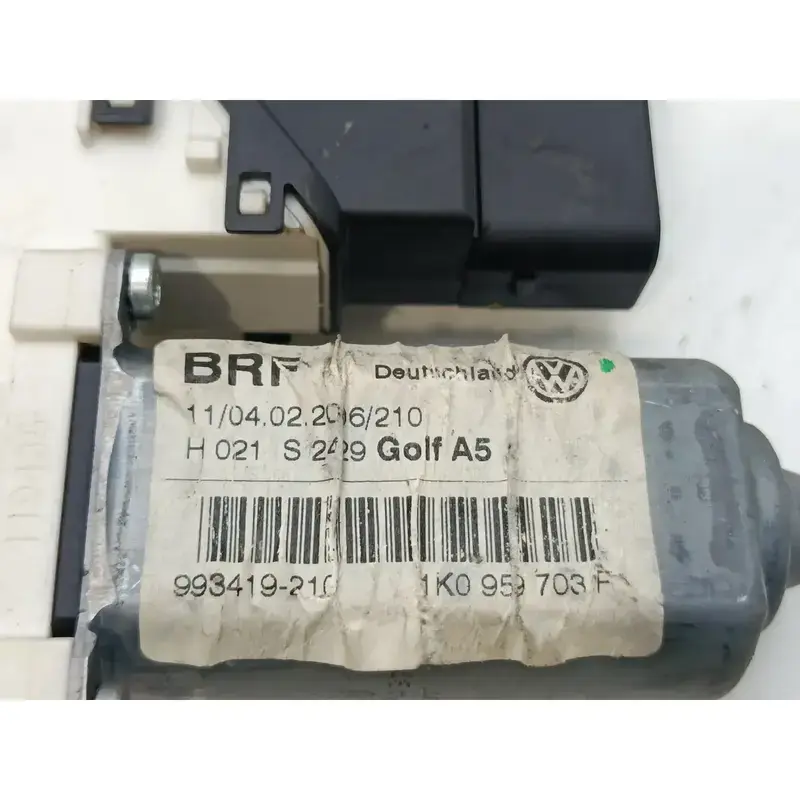 BRF Deutschland
11/04.02.2006/210
H 021 S 2429 Golf A5
993419-210 1K0 959 703 F